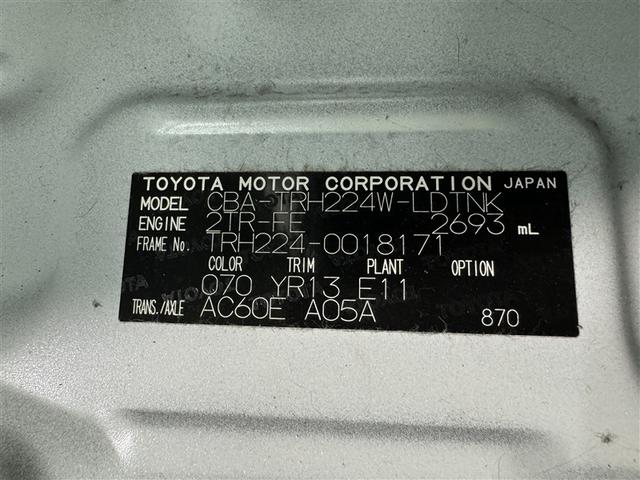 TOYOTA MOTOR CORPORATION JAPAN
MODEL CBA-TRH224W-LDTNK
ENGINE 2TR-FE 2693 mL
FRAME No. TRH224-0018171
COLOR TRIM PLANT OPTION
070 YR13 E11
TRANS./AXLE AC60E A05A 870